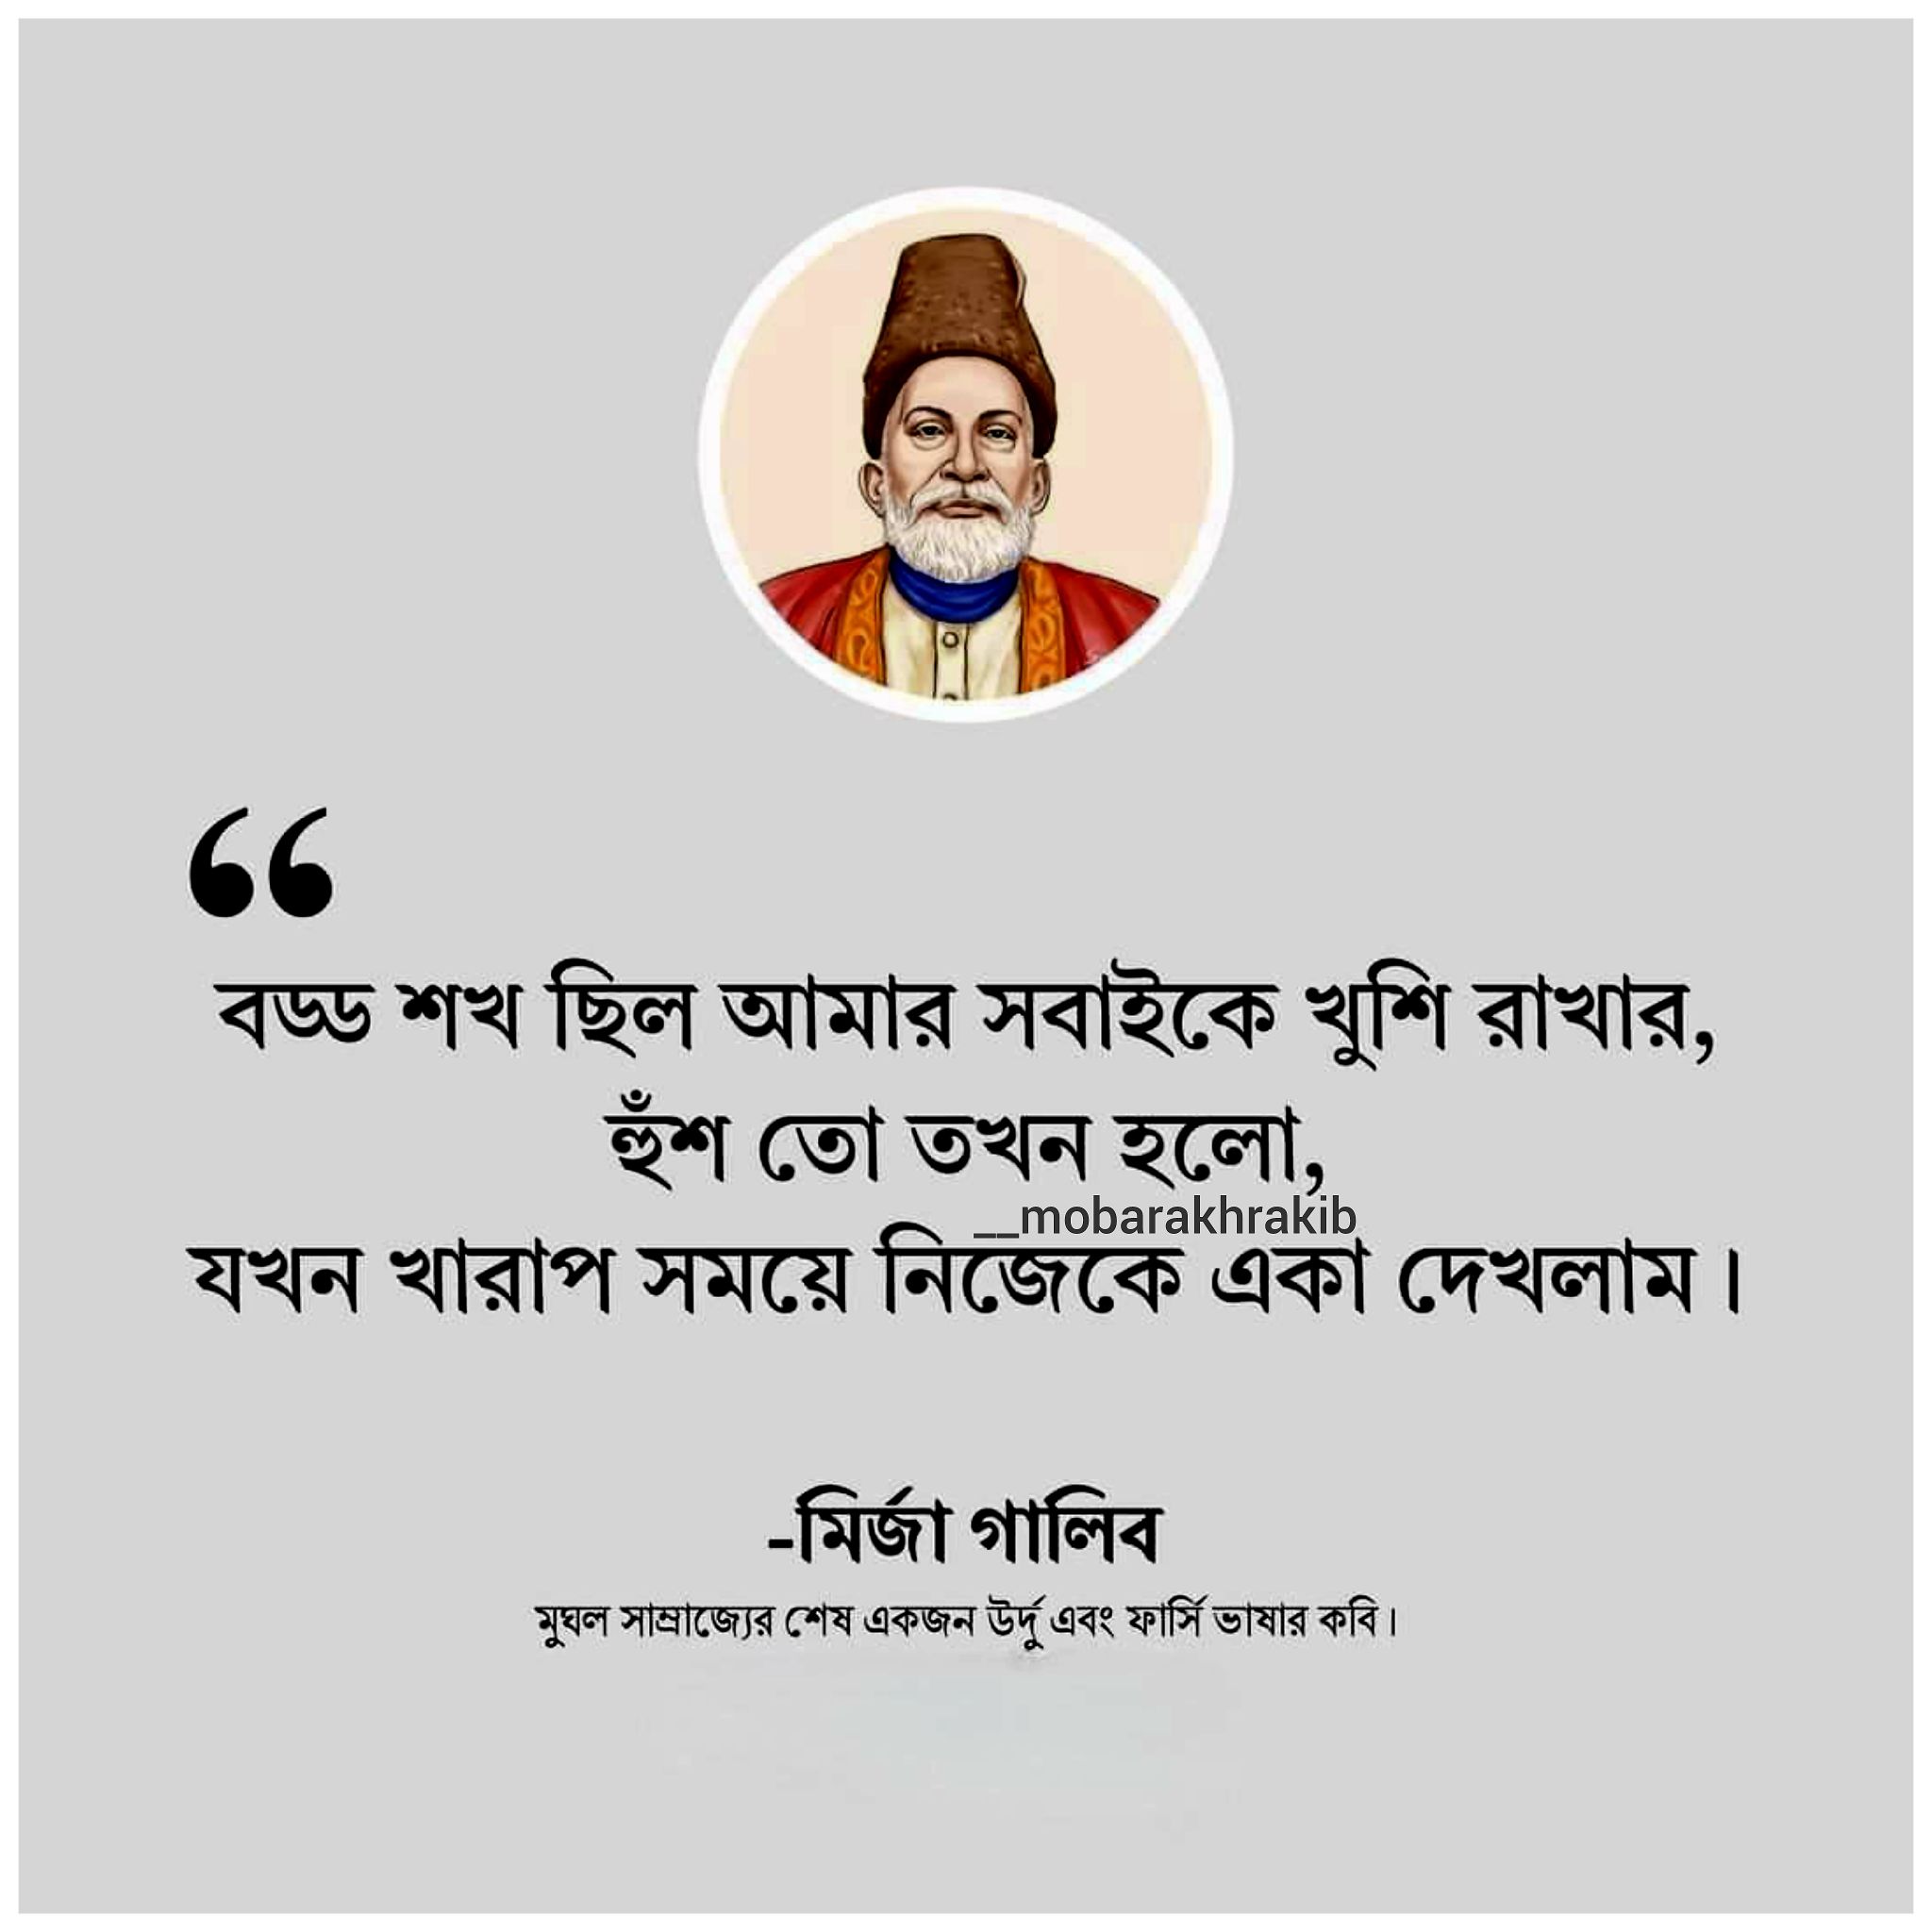 “
বড্ড শখ ছিল আমার সবাইকে খুশি রাখার,
হুঁশ তো তখন হলো,
__mobarakhrakib
যখন খারাপ সময়ে নিজেকে একা দেখলাম।
-মির্জা গালিব
মুঘল সাম্রাজ্যের শেষ একজন উর্দু এবং ফার্সি ভাষার কবি।